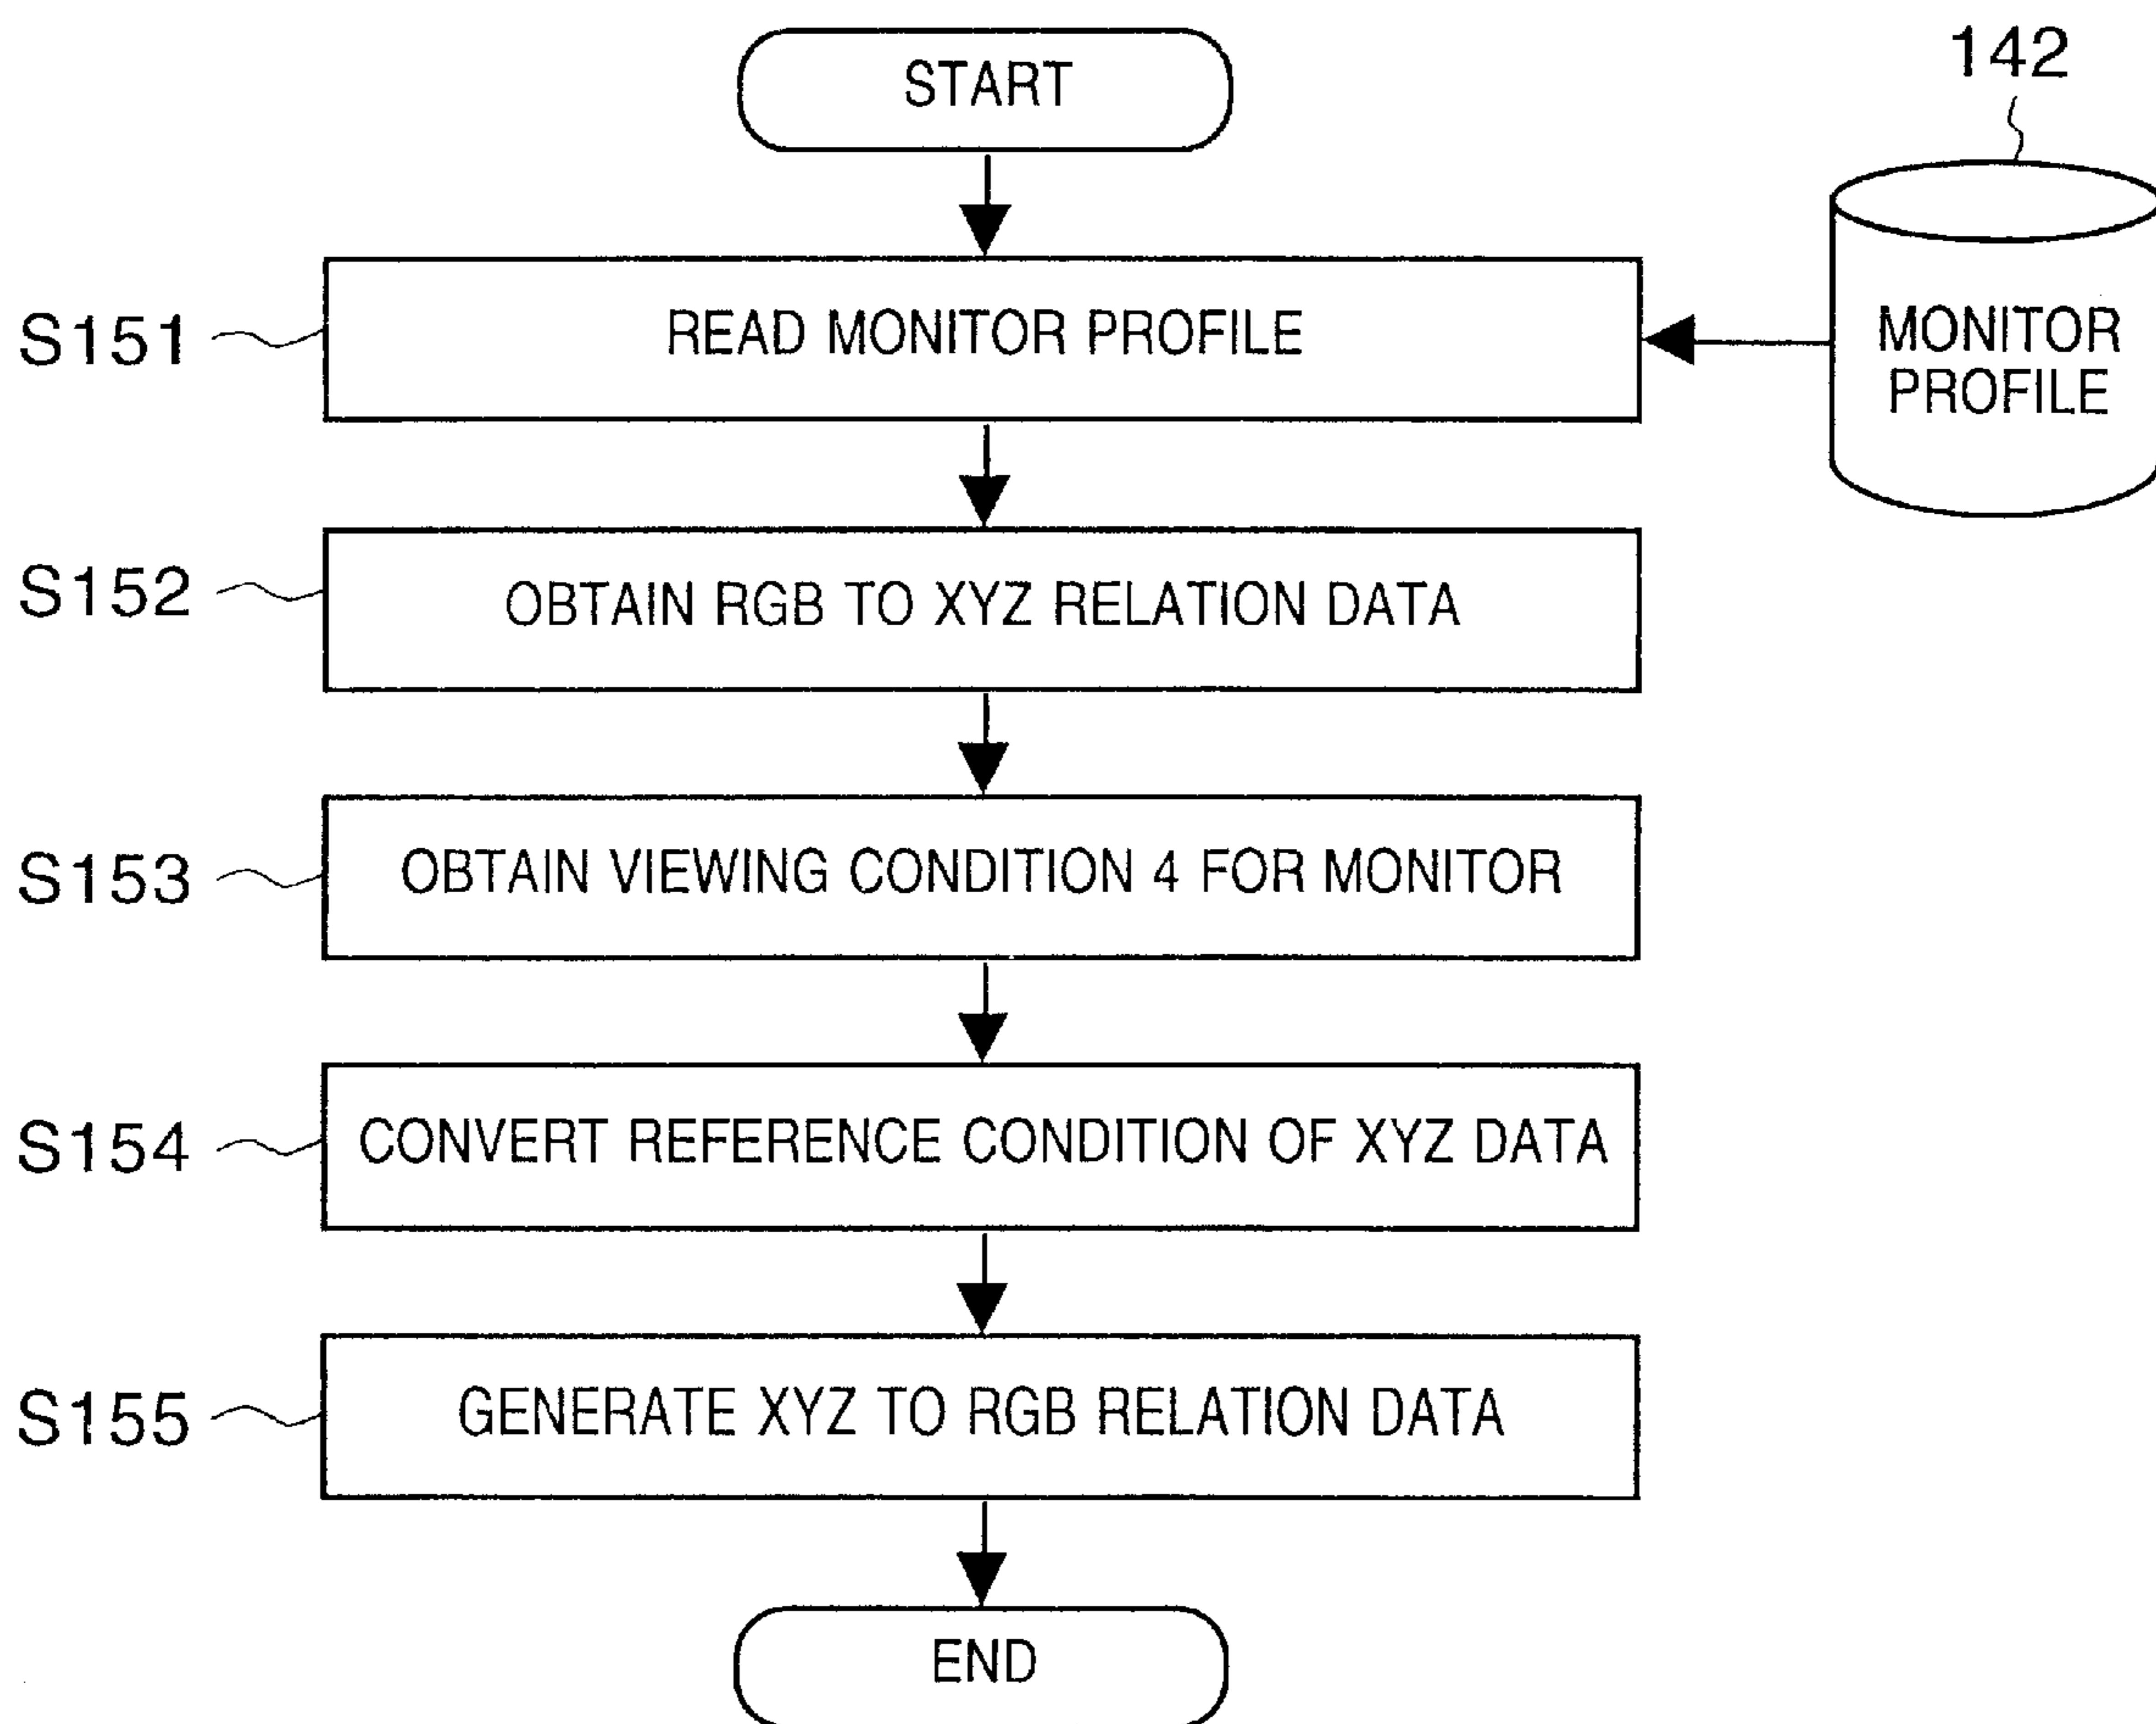 START
142
S151
READ MONITOR PROFILE
MONITOR
PROFILE
S152
OBTAIN RGB TO XYZ RELATION DATA
S153
OBTAIN VIEWING CONDITION 4 FOR MONITOR
S154
CONVERT REFERENCE CONDITION OF XYZ DATA
S155
GENERATE XYZ TO RGB RELATION DATA
END